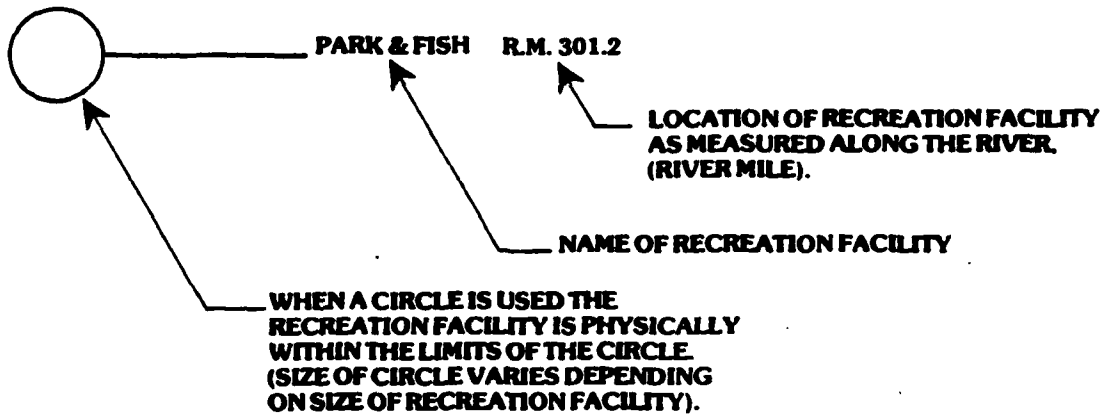 PARK & FISH R.M. 301.2
LOCATION OF RECREATION FACILITY
AS MEASURED ALONG THE RIVER.
(RIVER MILE).
NAME OF RECREATION FACILITY
WHEN A CIRCLE IS USED THE
RECREATION FACILITY IS PHYSICALLY
WITHIN THE LIMITS OF THE CIRCLE.
(SIZE OF CIRCLE VARIES DEPENDING
ON SIZE OF RECREATION FACILITY).